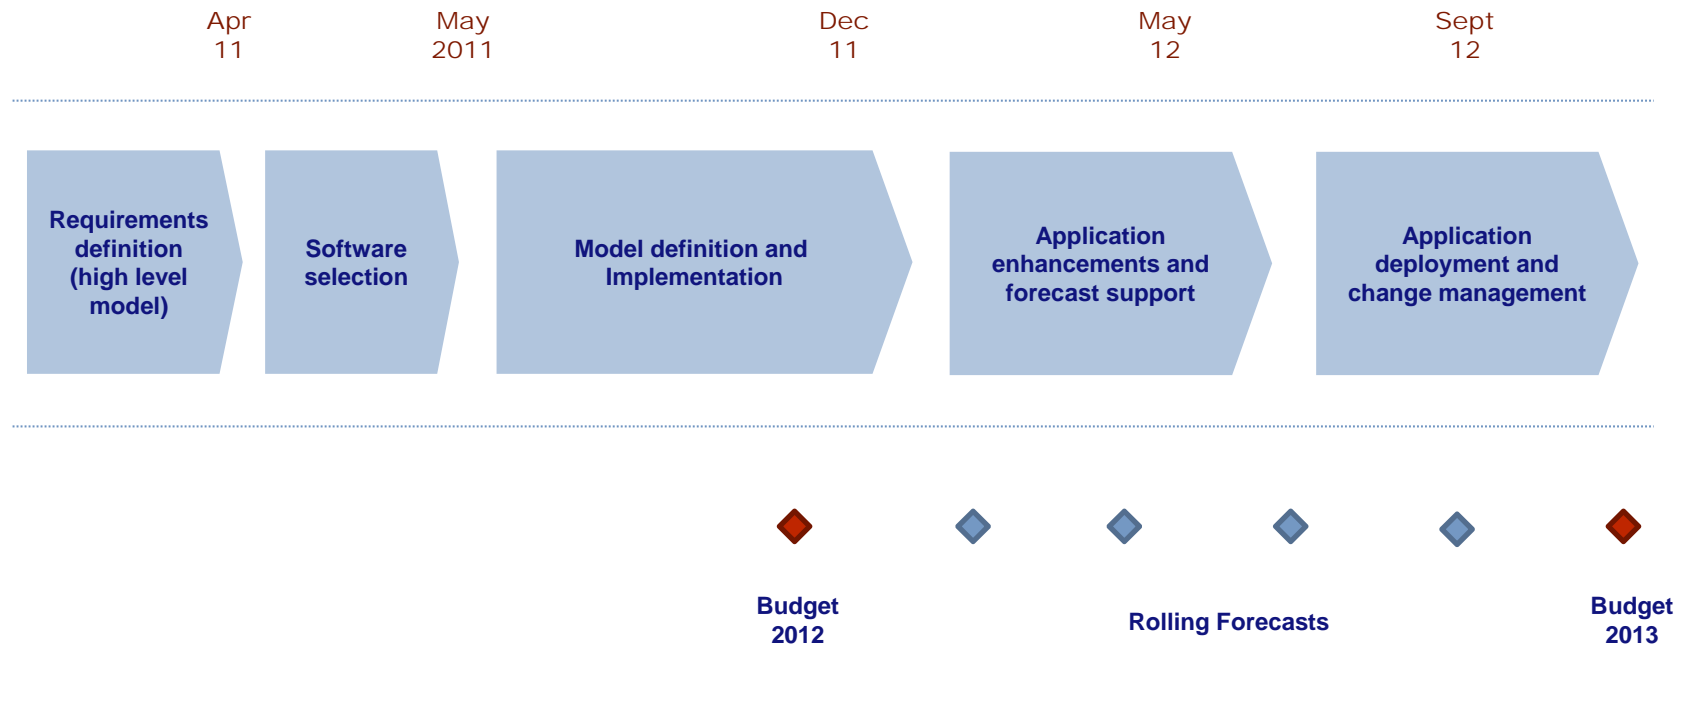 Apr
11
May
2011
Dec
11
May
12
Sept
12
Requirements
definition
(high level
model)
Software
selection
Model definition and
Implementation
Application
enhancements and
forecast support
Application
deployment and
change management
Budget
2012
Rolling Forecasts
Budget
2013